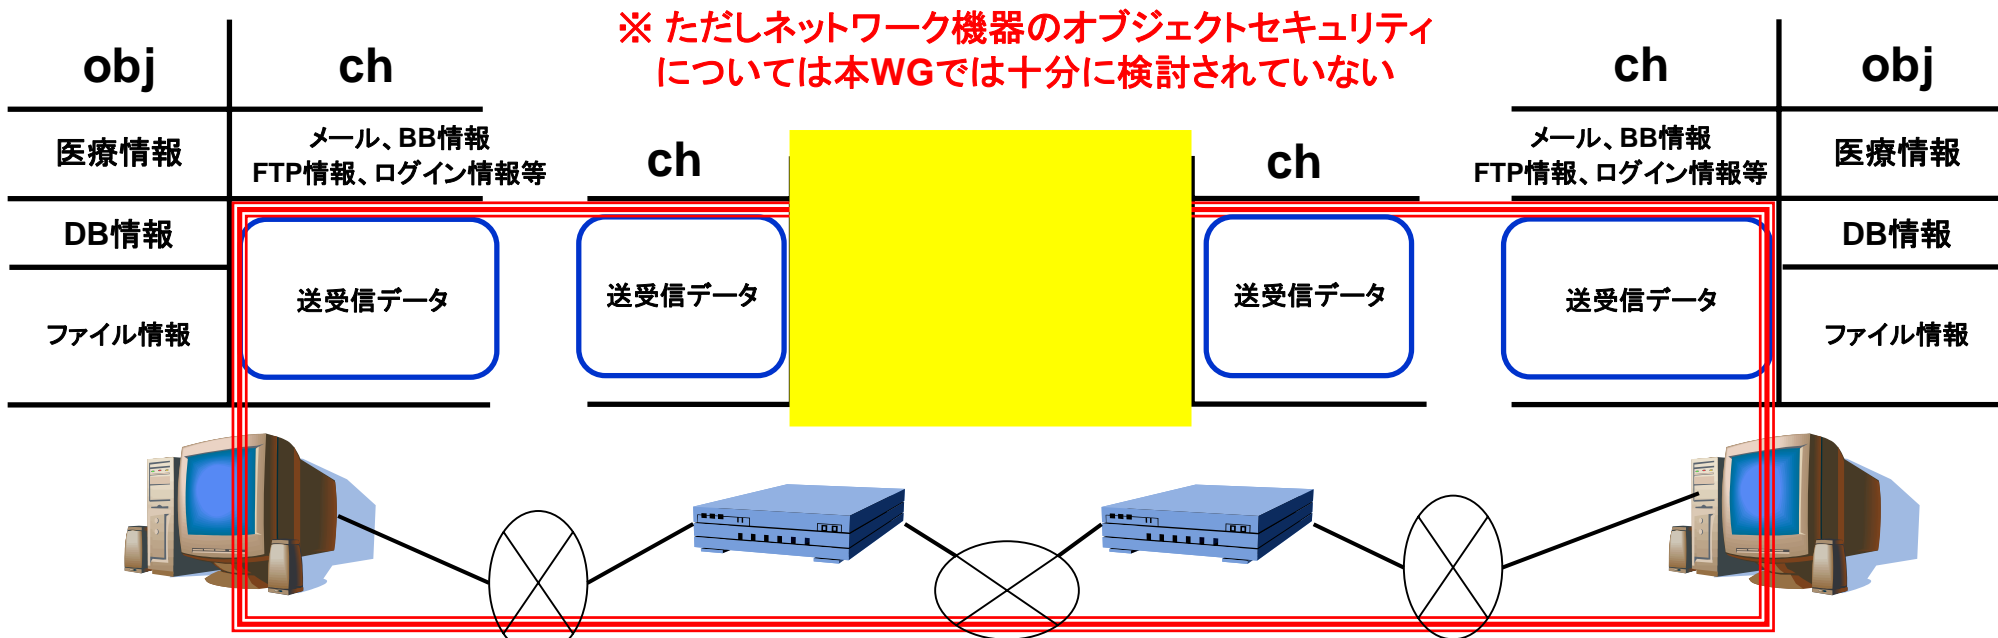 ※ ただしネットワーク機器のオブジェクトセキュリティ
については本WGでは十分に検討されていない
obj
ch
ch
obj
医療情報
メール、BB情報
FTP情報、ログイン情報等
ch
ch
メール、BB情報
FTP情報、ログイン情報等
医療情報
DB情報
DB情報
送受信データ
送受信データ
送受信データ
送受信データ
ファイル情報
ファイル情報